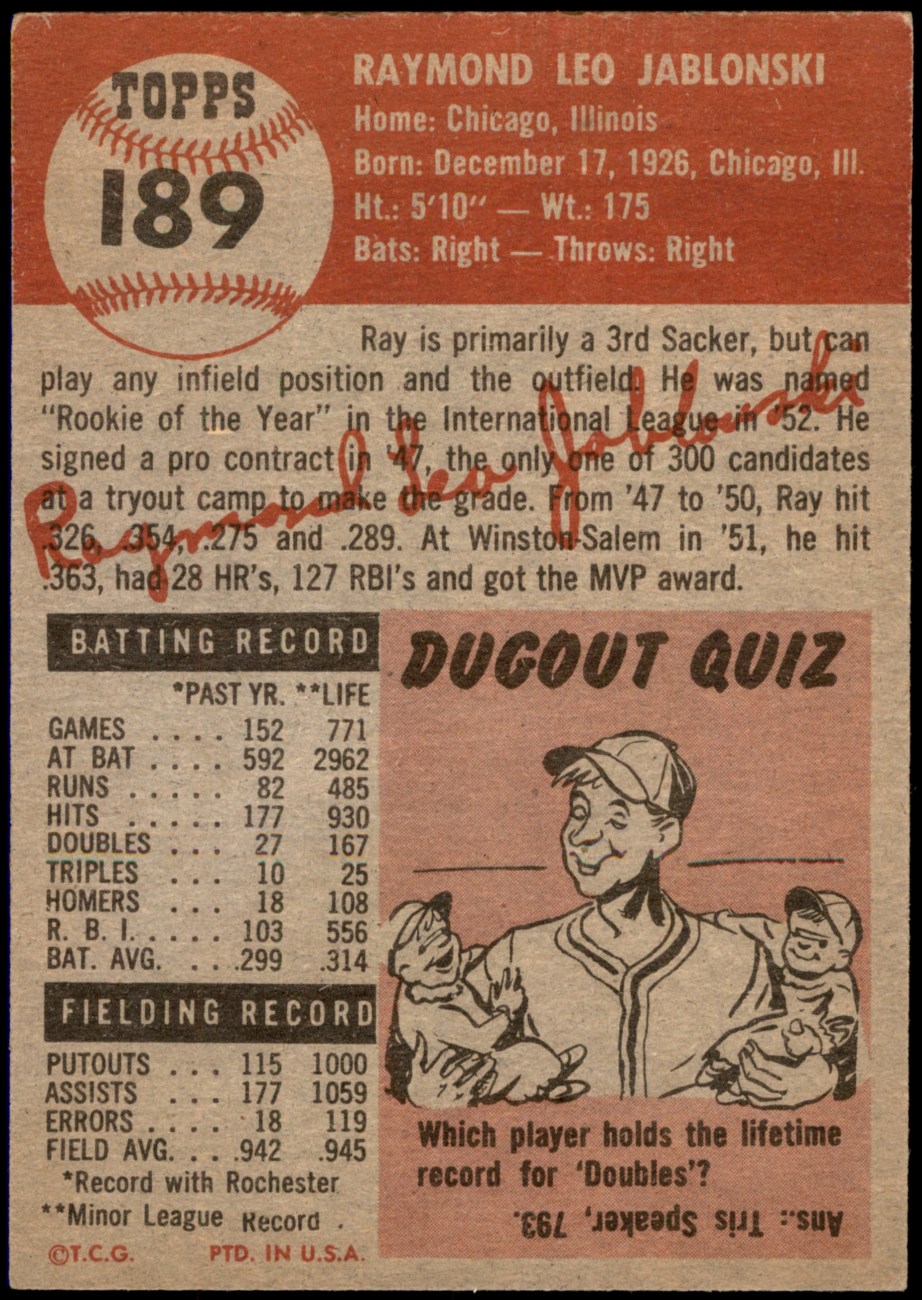 TOPPS
189
RAYMOND LEO JABLONSKI
Home: Chicago, Illinois
Born: December 17, 1926, Chicago, Ill.
Ht.: 5'10" — Wt.: 175
Bats: Right — Throws: Right
Ray is primarily a 3rd Sacker, but can
play any infield position and the outfield. He was named
"Rookie of the Year" in the International League in '52. He
signed a pro contract in '47, the only one of 300 candidates
at a tryout camp to make the grade. From '47 to '50, Ray hit
.326, .354, .275 and .289. At Winston-Salem in '51, he hit
.363, had 28 HR's, 127 RBI's and got the MVP award.
Raymond Leo Jablonski
BATTING RECORD
*PAST YR. **LIFE
GAMES .... 152 771
AT BAT .... 592 2962
RUNS ..... 82 485
HITS ..... 177 930
DOUBLES ... 27 167
TRIPLES ... 10 25
HOMERS ... 18 108
R. B. I. .... 103 556
BAT. AVG. ... .299 .314
FIELDING RECORD
PUTOUTS ... 115 1000
ASSISTS ... 177 1059
ERRORS .... 18 119
FIELD AVG. ... .942 .945
*Record with Rochester
**Minor League Record .
©T.C.G. PTD. IN U.S.A.
DUGOUT QUIZ
Which player holds the lifetime
record for 'Doubles'?
Ans.: Tris Speaker, 793.